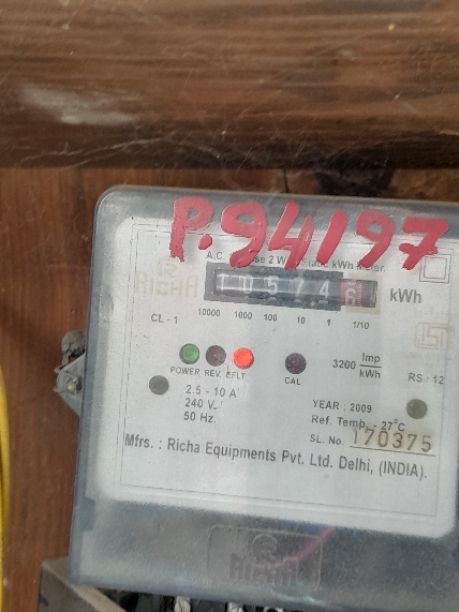 P.94/97
kWh
CL - 1
10000 1000 100 10 1 1/10
POWER REV. EFLT
CAL
3200 Imp/kWh
RS : 12
2.5 - 10 A
240 V
50 Hz.
YEAR : 2009
Ref. Temp. - 27°C
SL. No. 170375
Mfrs. : Richa Equipments Pvt. Ltd. Delhi, (INDIA).